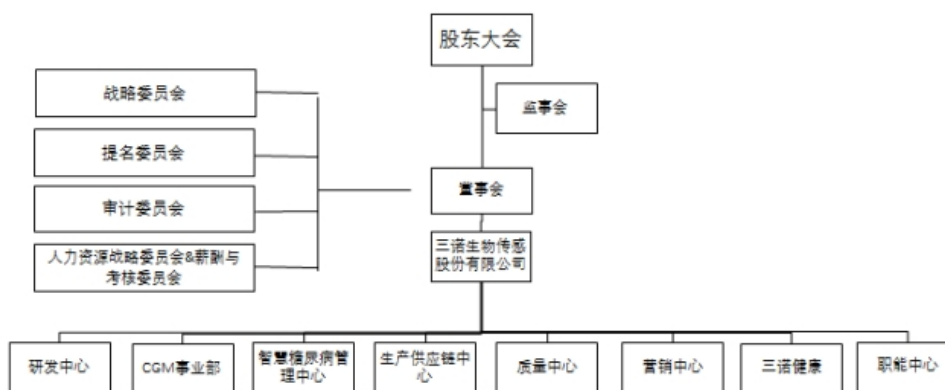 股东大会
战略委员会
监事会
提名委员会
董事会
审计委员会
三诺生物传感
股份有限公司
人力资源战略委员会&薪酬与
考核委员会
研发中心
CGM事业部
智慧糖尿病管
理中心
生产供应链中
心
质量中心
营销中心
三诺健康
职能中心